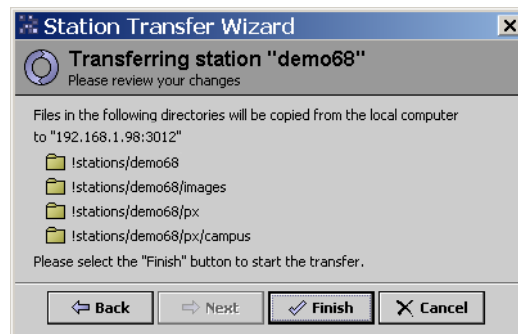 Station Transfer Wizard
Transferring station "demo68"
Please review your changes
Files in the following directories will be copied from the local computer
to "192.168.1.98:3012"
!stations/demo68
!stations/demo68/images
!stations/demo68/px
!stations/demo68/px/campus
Please select the "Finish" button to start the transfer.
Back Next Finish Cancel